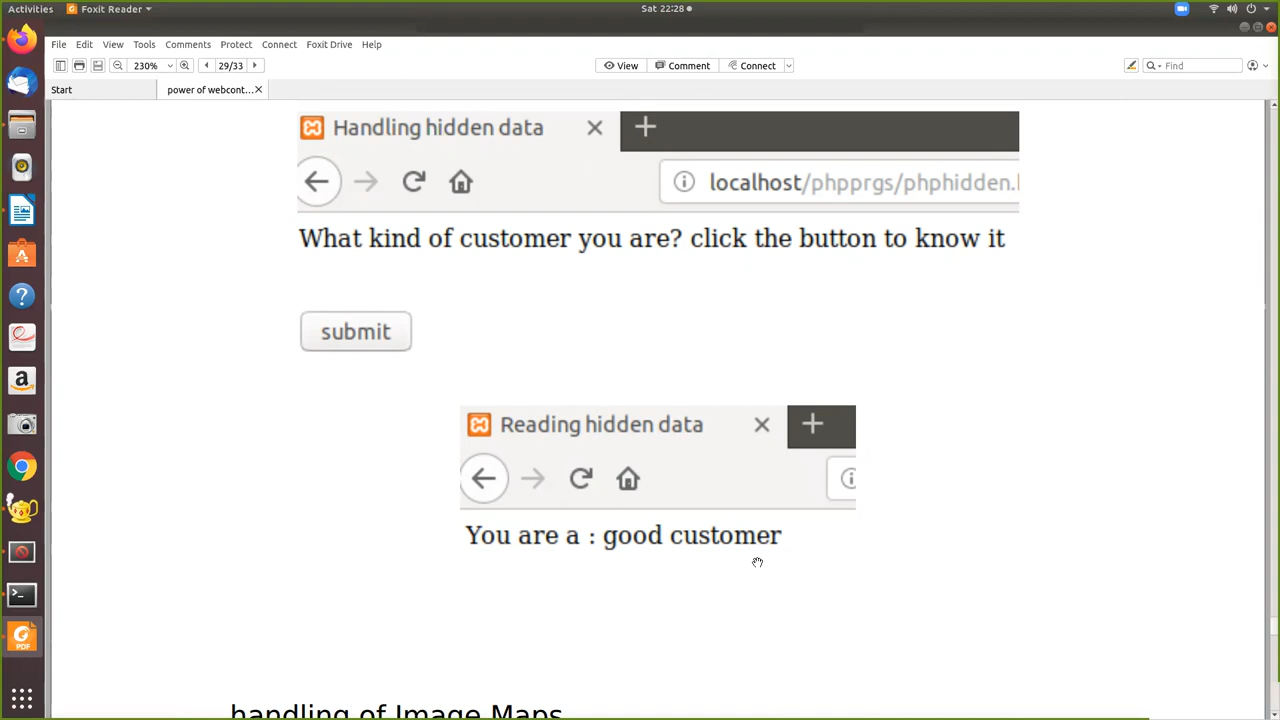 Activities Foxit Reader Sat 22:28
File Edit View Tools Comments Protect Connect Foxit Drive Help
230% 29/33 View Comment Connect Find
Start power of webcont...
Handling hidden data
localhost/phpprgs/phphidden.
What kind of customer you are? click the button to know it
submit
Reading hidden data
You are a : good customer
handling of Image Maps